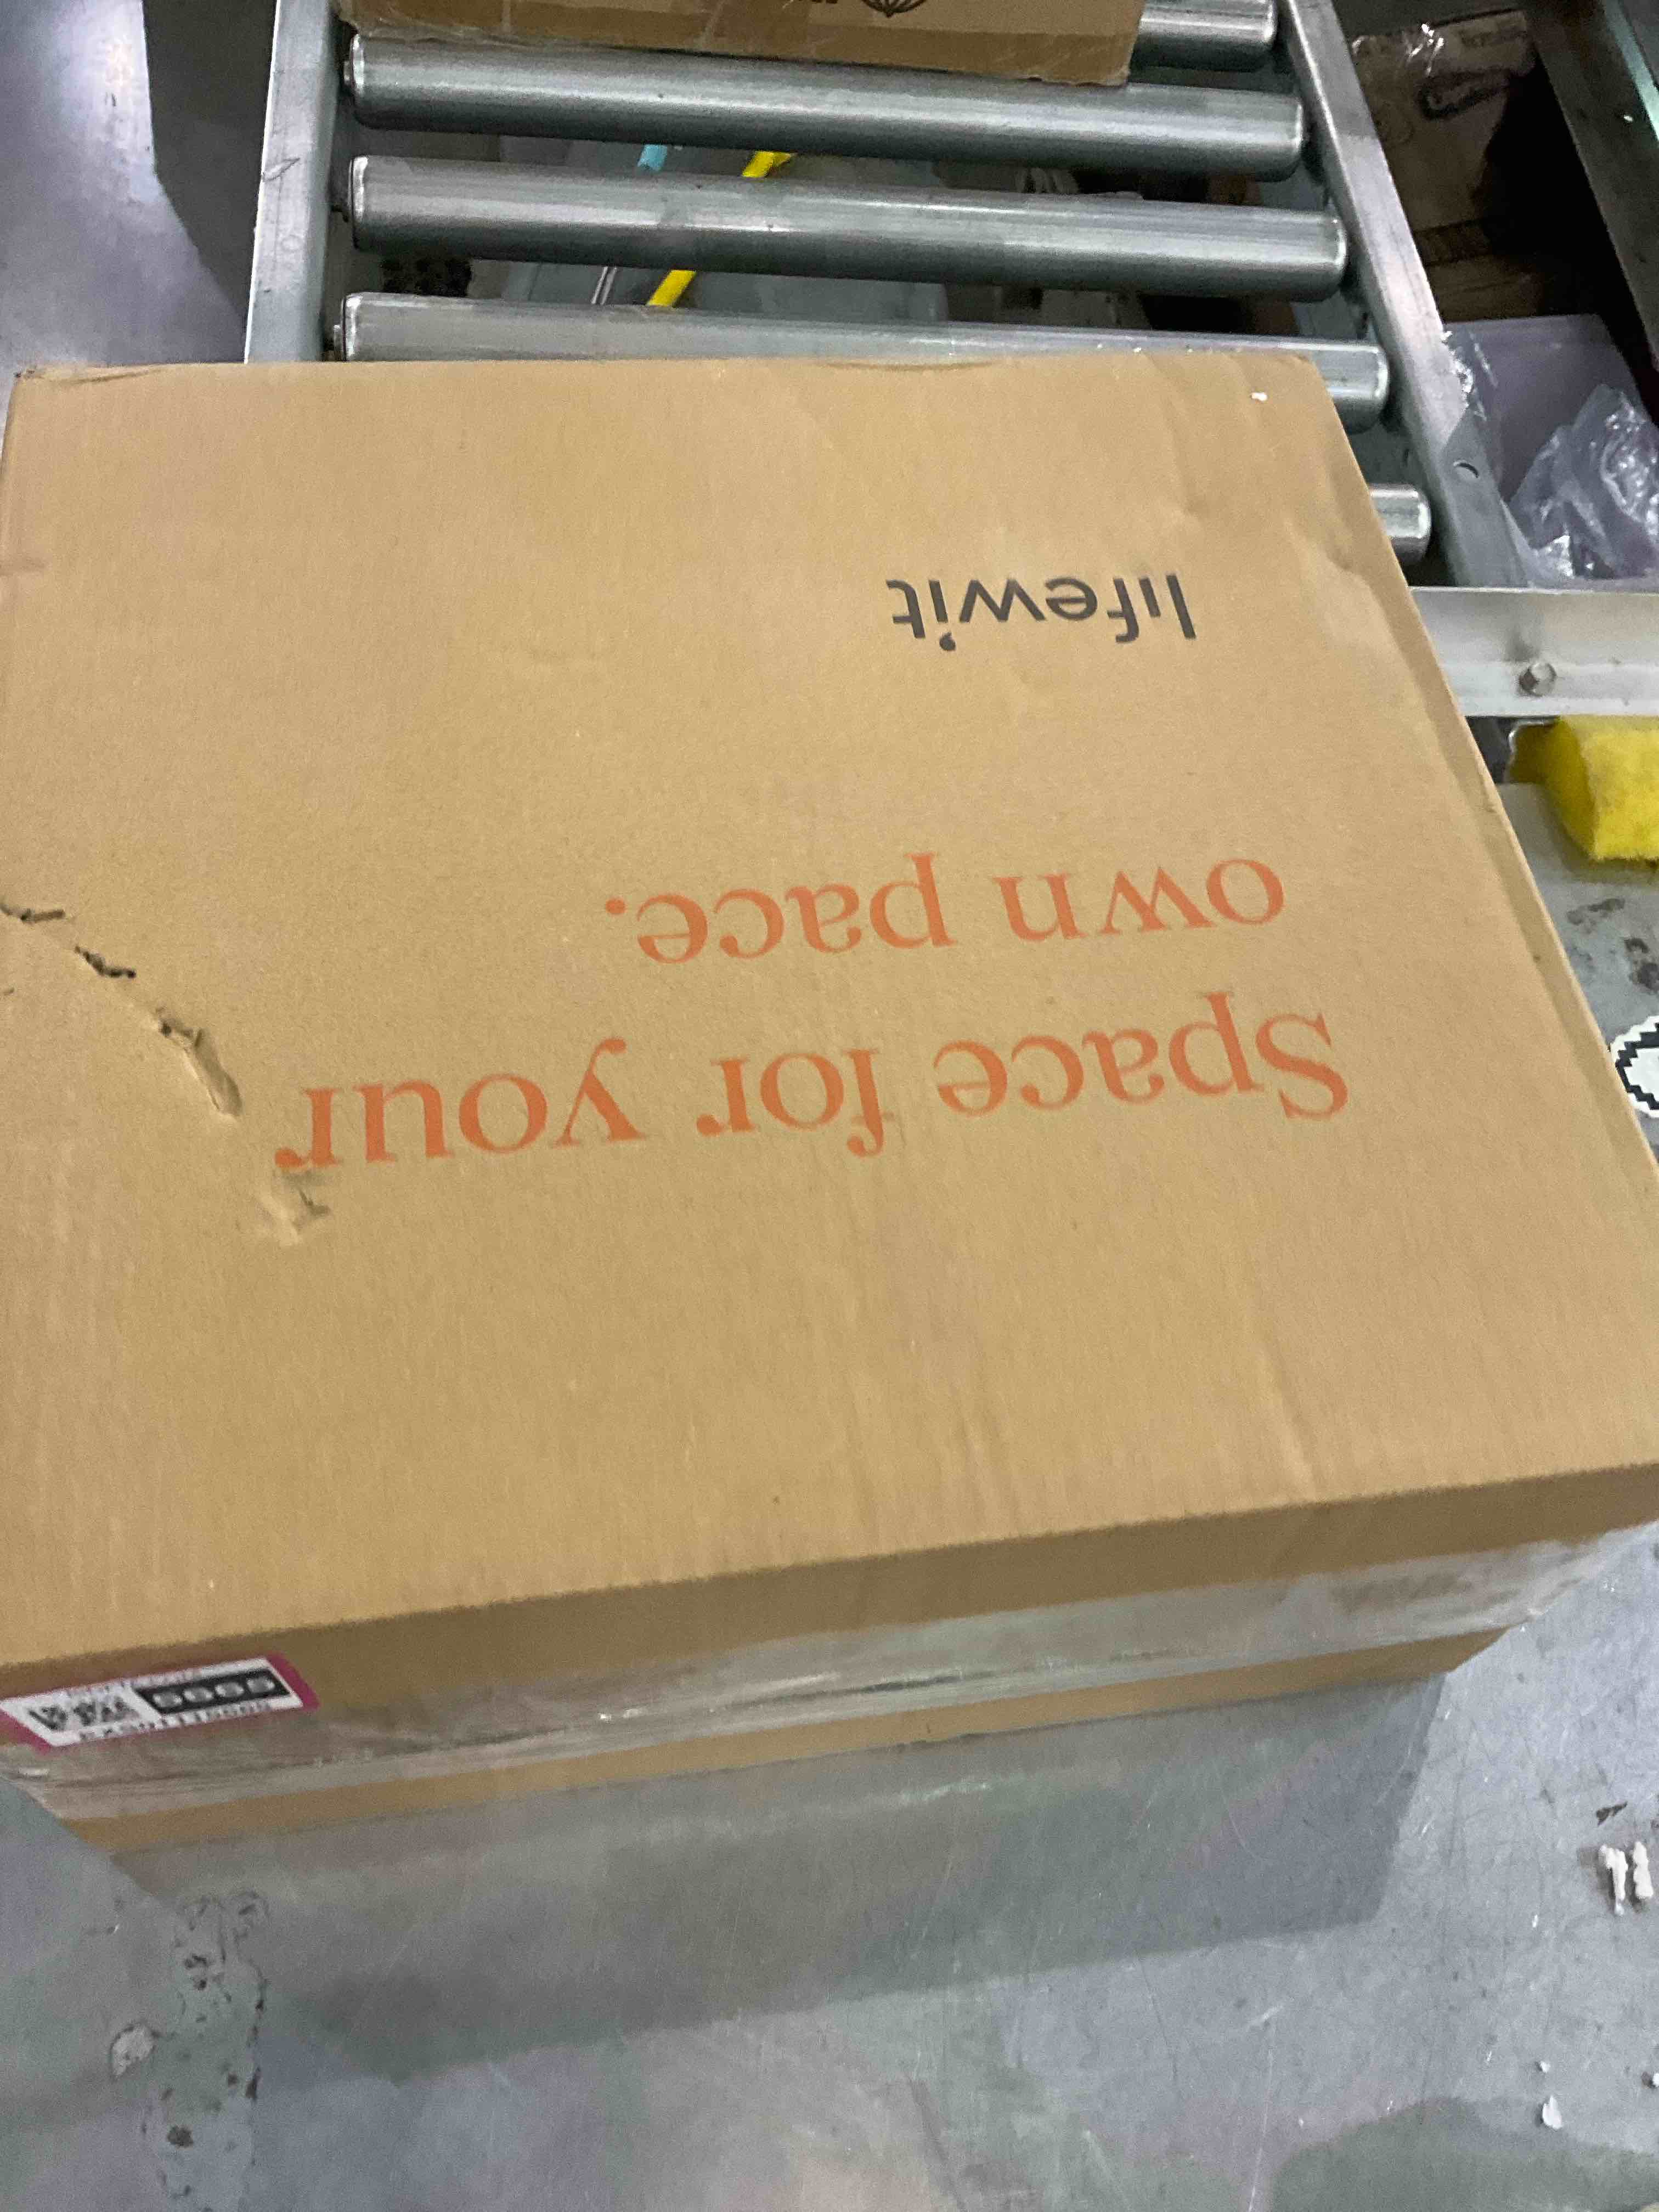 Space for your
own pace.
lifewit